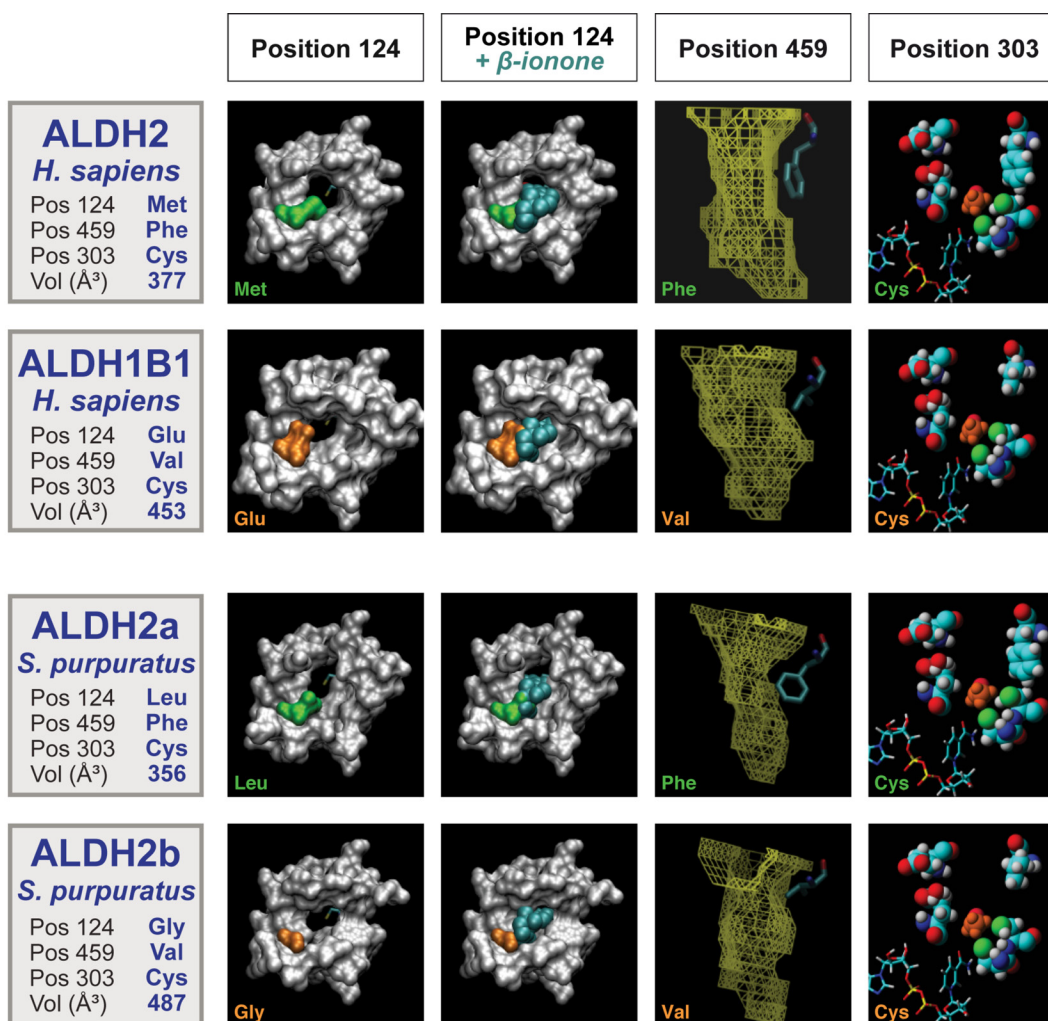 Position 124
Position 124
+ β-ionone
Position 459
Position 303
ALDH2
H. sapiens
Pos 124 Met
Pos 459 Phe
Pos 303 Cys
Vol (Å³) 377
Met
Phe
Cys
ALDH1B1
H. sapiens
Pos 124 Glu
Pos 459 Val
Pos 303 Cys
Vol (Å³) 453
Glu
Val
Cys
ALDH2a
S. purpuratus
Pos 124 Leu
Pos 459 Phe
Pos 303 Cys
Vol (Å³) 356
Leu
Phe
Cys
ALDH2b
S. purpuratus
Pos 124 Gly
Pos 459 Val
Pos 303 Cys
Vol (Å³) 487
Gly
Val
Cys